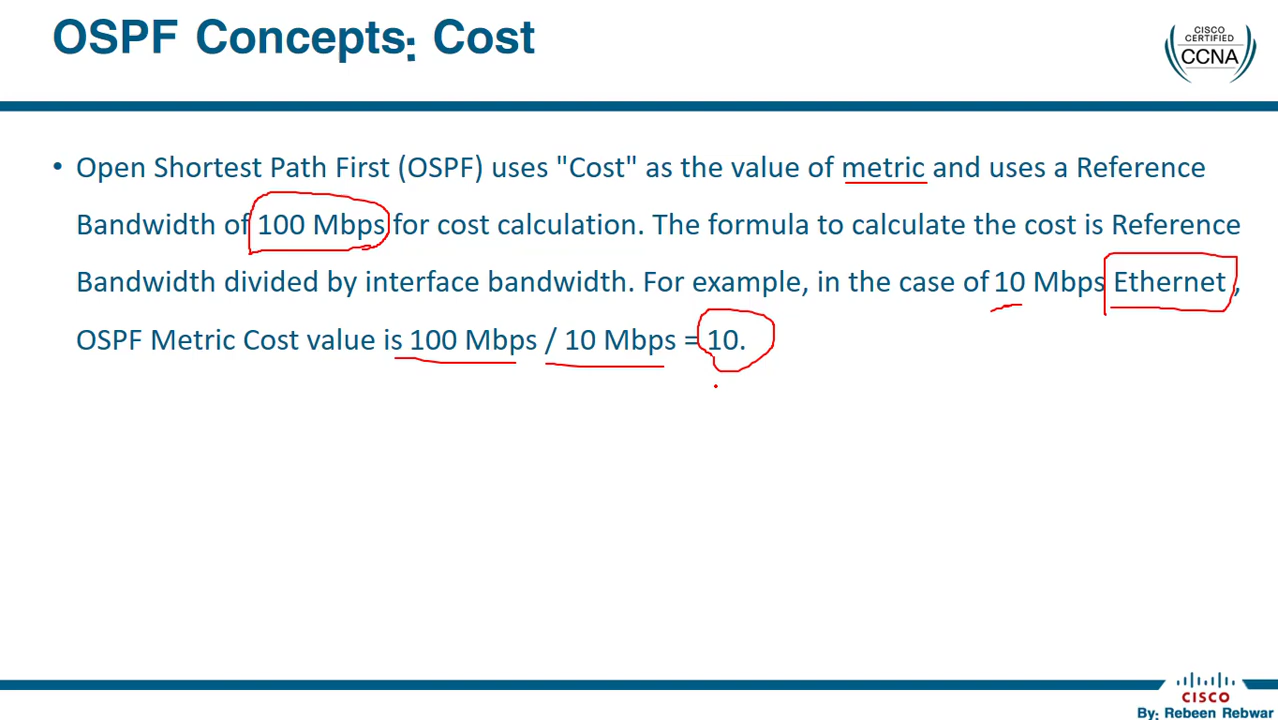 OSPF Concepts: Cost
CISCO
CERTIFIED
CCNA
• Open Shortest Path First (OSPF) uses "Cost" as the value of metric and uses a Reference
Bandwidth of 100 Mbps for cost calculation. The formula to calculate the cost is Reference
Bandwidth divided by interface bandwidth. For example, in the case of 10 Mbps Ethernet ,
OSPF Metric Cost value is 100 Mbps / 10 Mbps = 10.
CISCO
By: Rebeen Rebwar